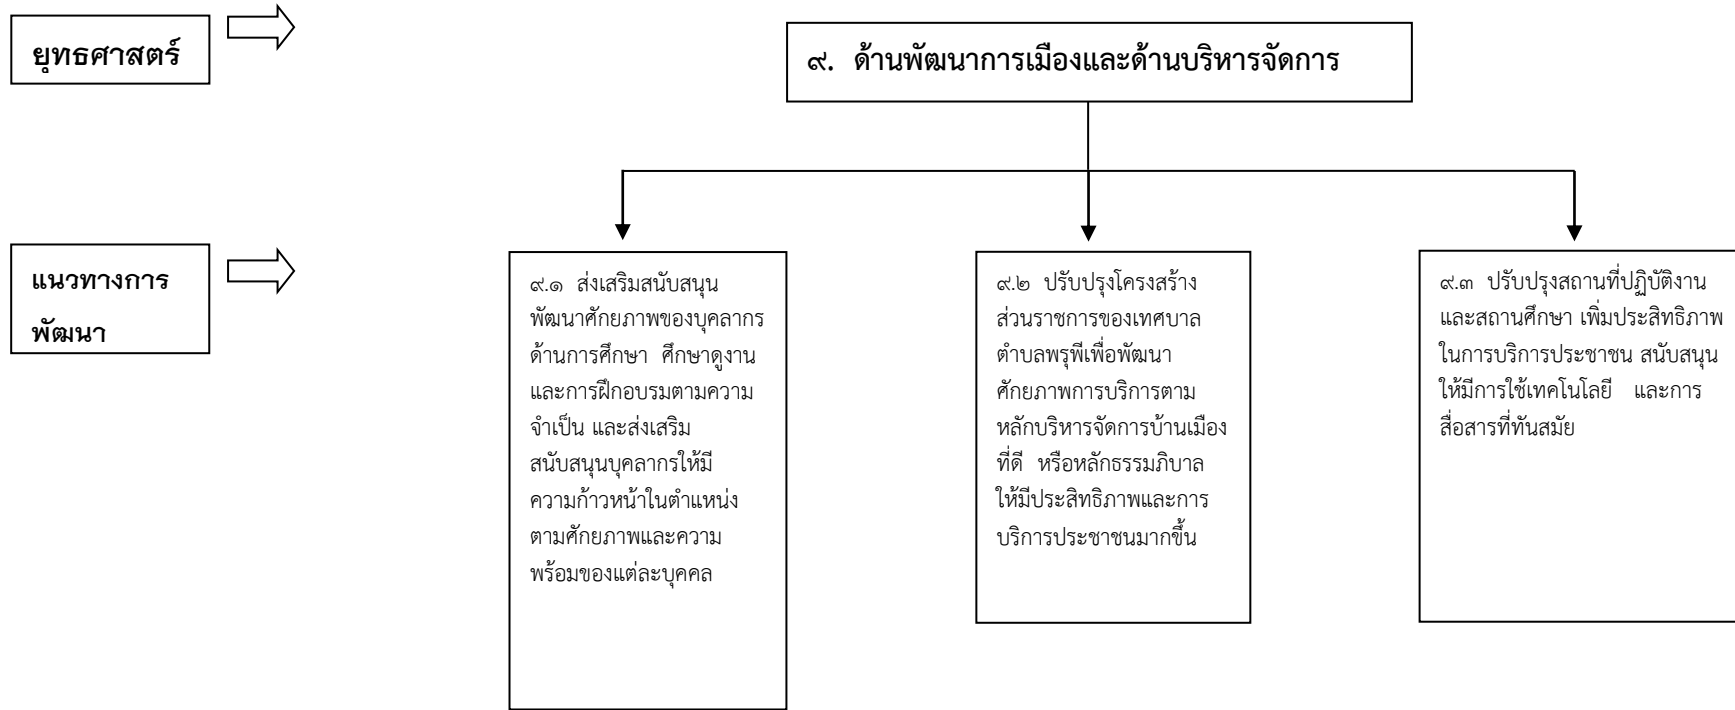 ยุทธศาสตร์
๙. ด้านพัฒนาการเมืองและด้านบริหารจัดการ
แนวทางการ
พัฒนา
๙.๑ ส่งเสริมสนับสนุน
พัฒนาศักยภาพของบุคลากร
ด้านการศึกษา ศึกษาดูงาน
และการฝึกอบรมตามความ
จำเป็น และส่งเสริม
สนับสนุนบุคลากรให้มี
ความก้าวหน้าในตำแหน่ง
ตามศักยภาพและความ
พร้อมของแต่ละบุคคล
๙.๒ ปรับปรุงโครงสร้าง
ส่วนราชการของเทศบาล
ตำบลพรุพีเพื่อพัฒนา
ศักยภาพการบริการตาม
หลักบริหารจัดการบ้านเมือง
ที่ดี หรือหลักธรรมภิบาล
ให้มีประสิทธิภาพและการ
บริการประชาชนมากขึ้น
๙.๓ ปรับปรุงสถานที่ปฏิบัติงาน
และสถานศึกษา เพิ่มประสิทธิภาพ
ในการบริการประชาชน สนับสนุน
ให้มีการใช้เทคโนโลยี และการ
สื่อสารที่ทันสมัย